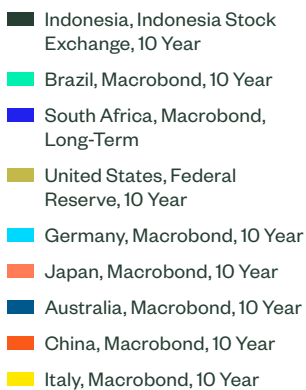 Indonesia, Indonesia Stock
Exchange, 10 Year
Brazil, Macrobond, 10 Year
South Africa, Macrobond,
Long-Term
United States, Federal
Reserve, 10 Year
Germany, Macrobond, 10 Year
Japan, Macrobond, 10 Year
Australia, Macrobond, 10 Year
China, Macrobond, 10 Year
Italy, Macrobond, 10 Year